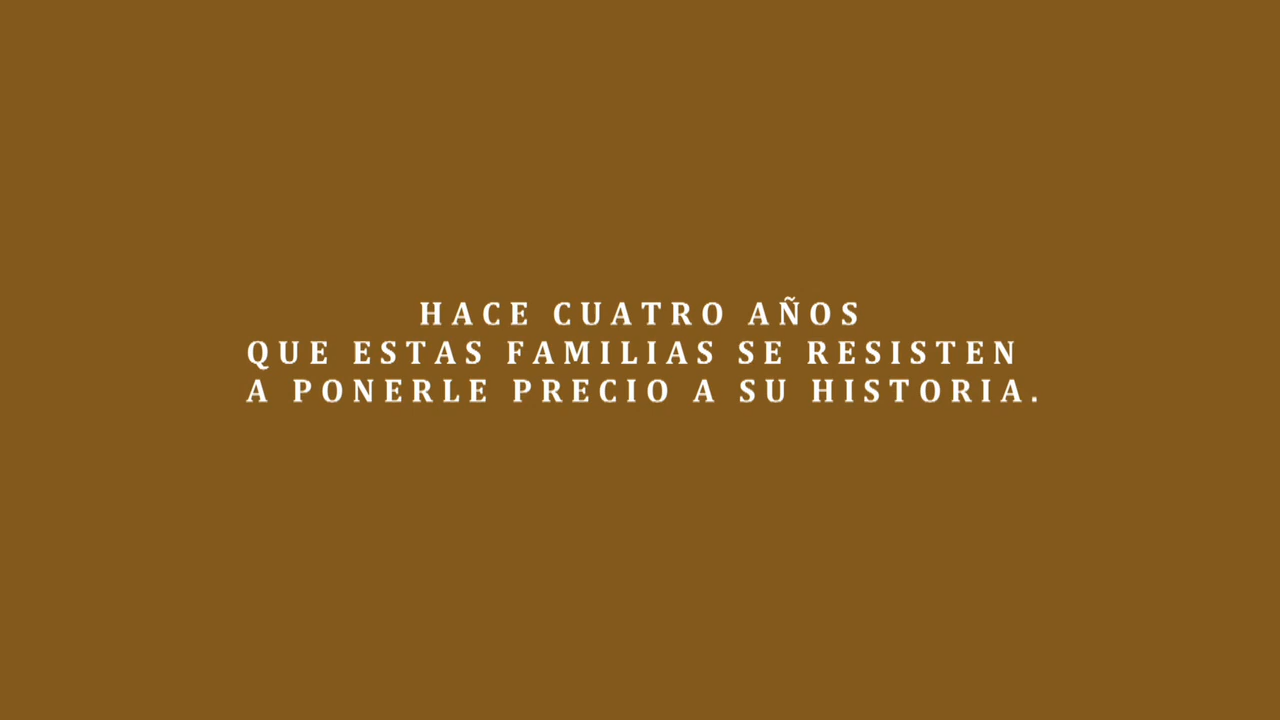 HACE CUATRO AÑOS
QUE ESTAS FAMILIAS SE RESISTEN
A PONERLE PRECIO A SU HISTORIA.